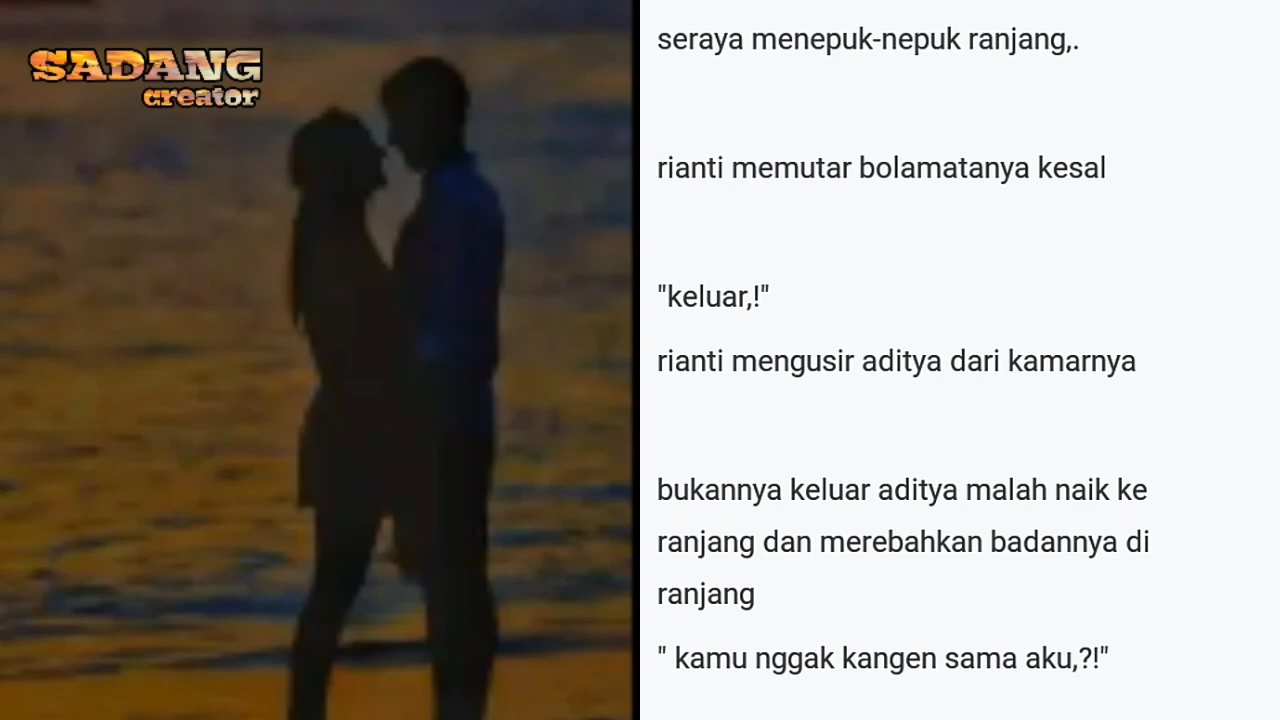 SADANG
creator
seraya menepuk-nepuk ranjang,.
rianti memutar bolamatanya kesal
"keluar,!"
rianti mengusir aditya dari kamarnya
bukannya keluar aditya malah naik ke
ranjang dan merebahkan badannya di
ranjang
" kamu nggak kangen sama aku,?!"